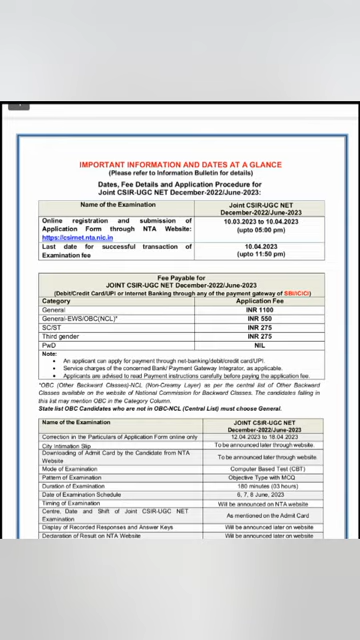 IMPORTANT INFORMATION AND DATES AT A GLANCE
(Please refer to Information Bulletin for details)
Dates, Fee Details and Application Procedure for
Joint CSIR-UGC NET December-2022/June-2023:
Name of the Examination
Joint CSIR-UGC NET
December-2022/June-2023
Online registration and submission of
Application Form through NTA Website:
https://csirnet.nta.nic.in
10.03.2023 to 10.04.2023
(upto 05:00 pm)
Last date for successful transaction of
Examination fee
10.04.2023
(upto 11:50 pm)
Fee Payable for
JOINT CSIR-UGC NET December-2022/June-2023
(Debit/Credit Card/UPI or Internet Banking through any of the payment gateway of SBI/ICICI)
Category Application Fee
General INR 1100
General-EWS/OBC(NCL)* INR 550
SC/ST INR 275
Third gender INR 275
PwD NIL
Note:
• An applicant can apply for payment through net-banking/debit/credit card/UPI.
• Service charges of the concerned Bank/ Payment Gateway Integrator, as applicable.
• Applicants are advised to read Payment instructions carefully before paying the application fee.
*OBC (Other Backward Classes)-NCL (Non-Creamy Layer) as per the central list of Other Backward
Classes available on the website of National Commission for Backward Classes. The candidates falling in
this list may mention OBC in the Category Column.
State list OBC Candidates who are not in OBC-NCL (Central List) must choose General.
Name of the Examination
JOINT CSIR-UGC NET
December-2022/June-2023
Correction in the Particulars of Application Form online only 12.04.2023 to 18.04.2023
City Intimation Slip To be announced later through website.
Downloading of Admit Card by the Candidate from NTA
Website
To be announced later through website.
Mode of Examination Computer Based Test (CBT)
Pattern of Examination Objective Type with MCQ
Duration of Examination 180 minutes (03 hours)
Date of Examination Schedule 6, 7, 8 June, 2023
Timing of Examination Will be announced on NTA website
Centre, Date and Shift of Joint CSIR-UGC NET
Examination
As mentioned on the Admit Card
Display of Recorded Responses and Answer Keys Will be announced later on website
Declaration of Result on NTA Website Will be announced later on website